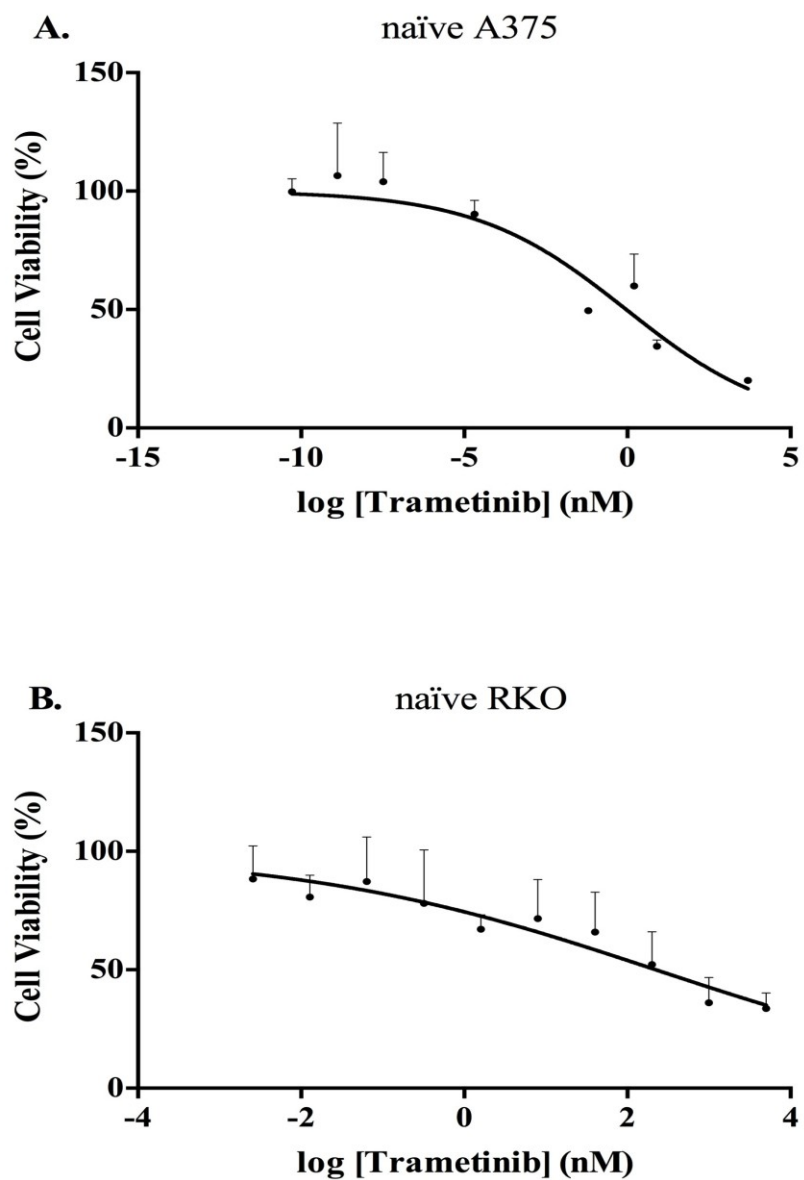 A. naïve A375
150
100
50
0
Cell Viability (%)
-15 -10 -5 0 5
log [Trametinib] (nM)
B. naïve RKO
150
100
50
0
Cell Viability (%)
-4 -2 0 2 4
log [Trametinib] (nM)